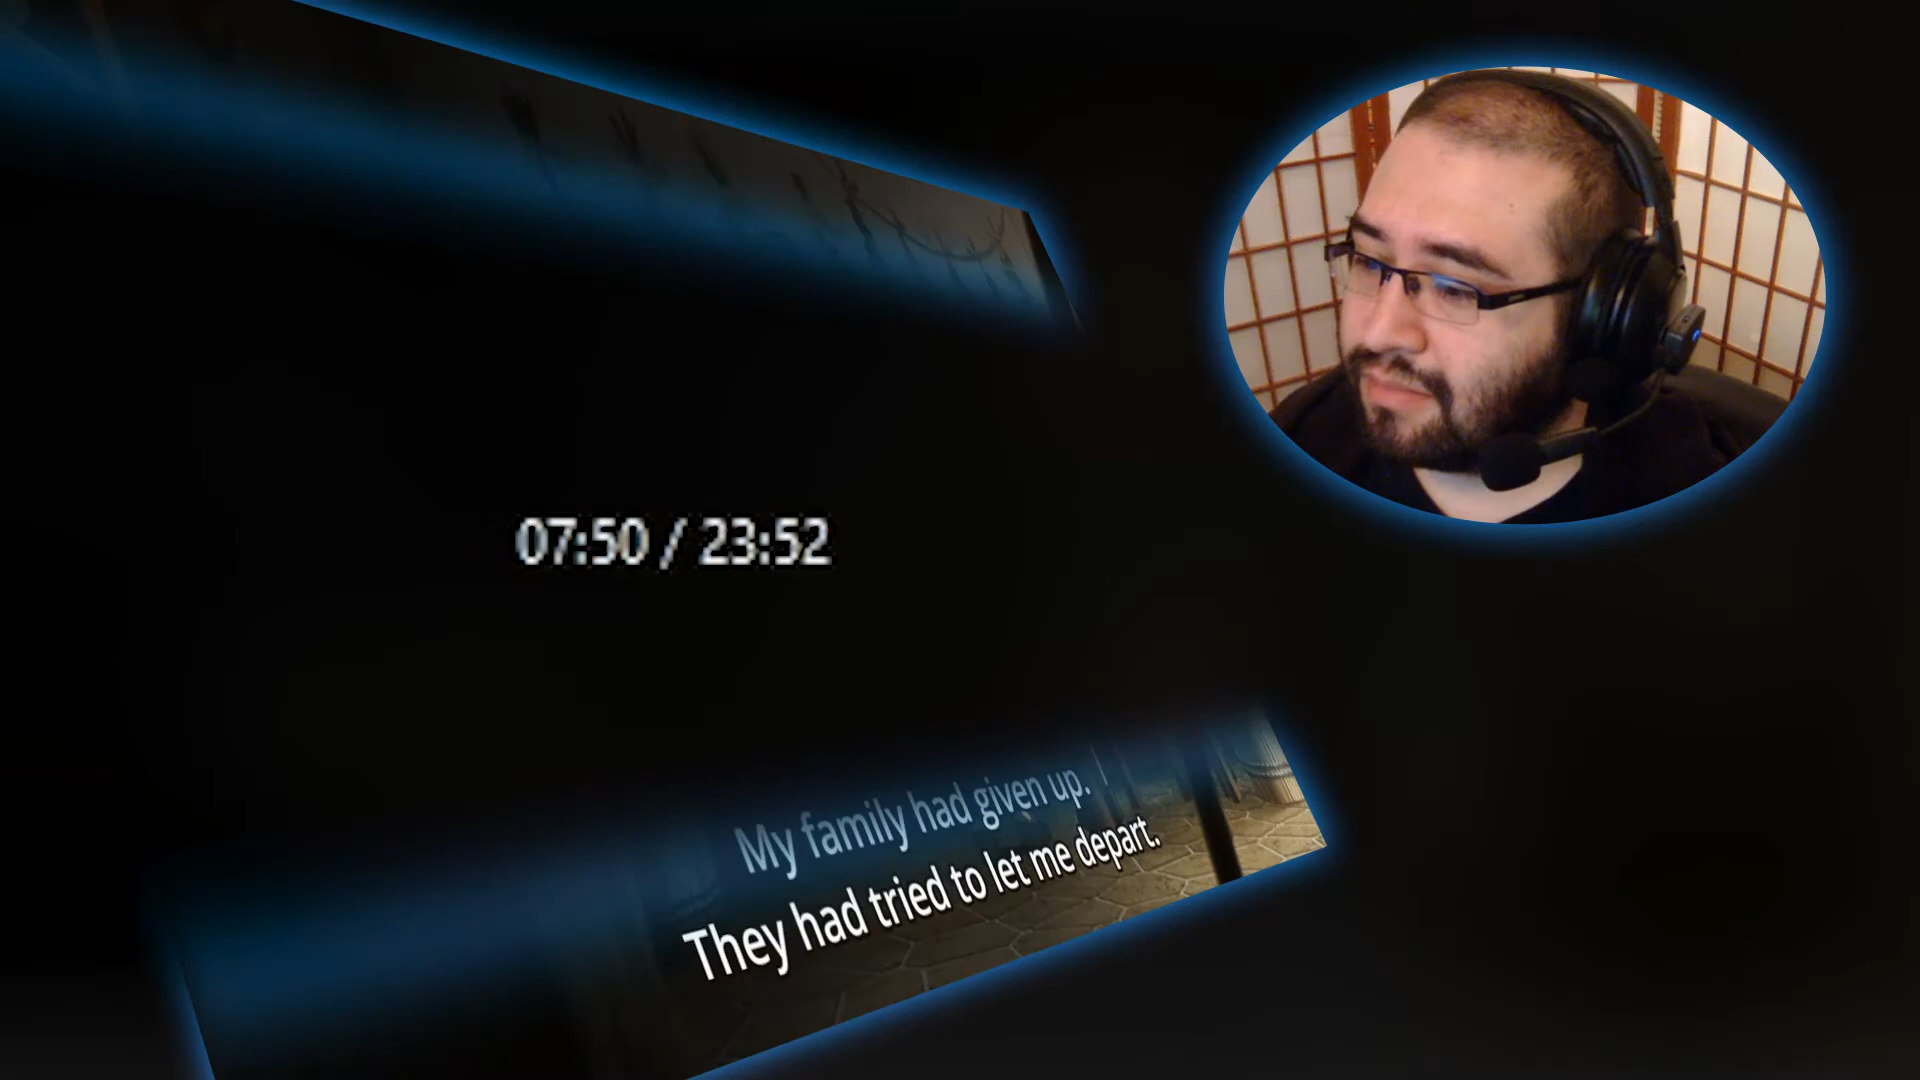 07:50 / 23:52
My family had given up.
They had tried to let me depart.